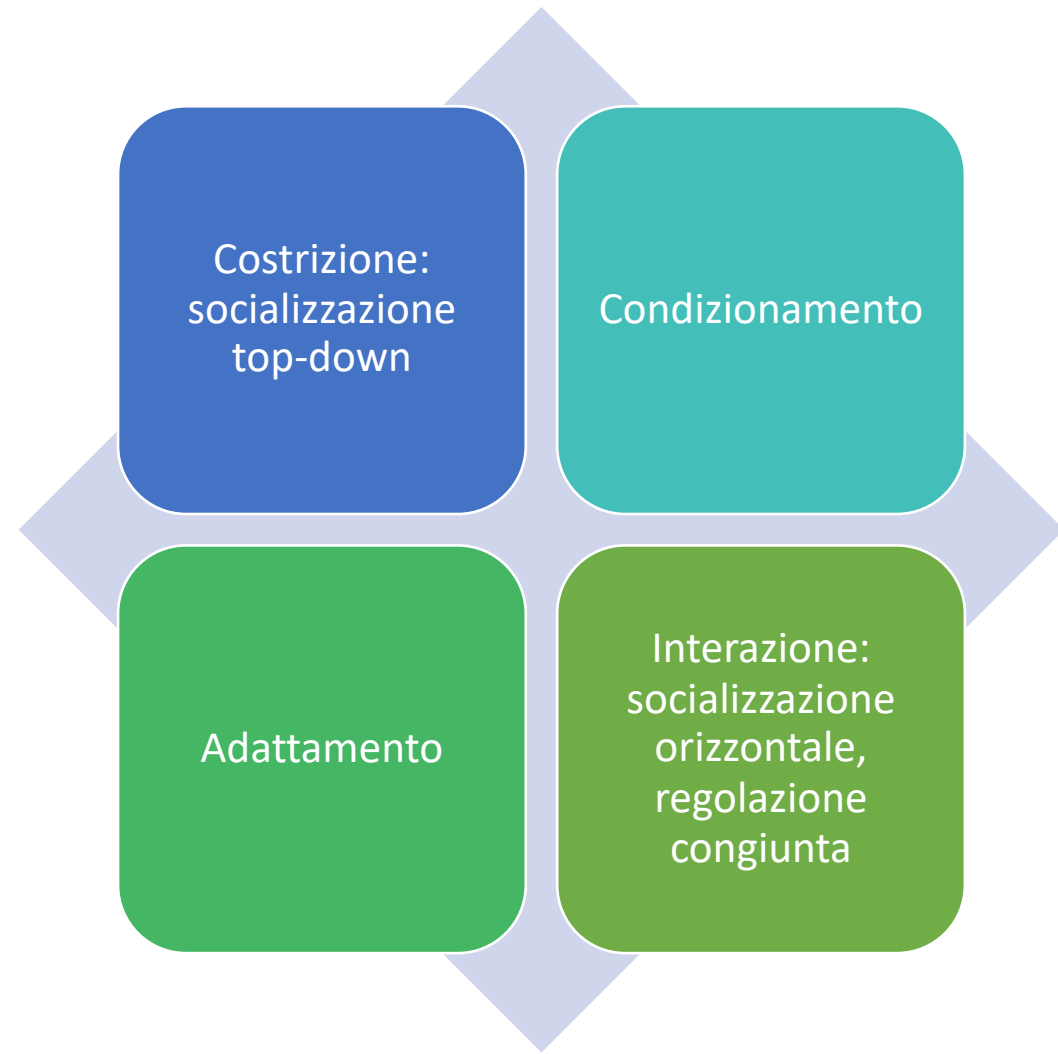 Costrizione:
socializzazione
top-down
Condizionamento
Adattamento
Interazione:
socializzazione
orizzontale,
regolazione
congiunta